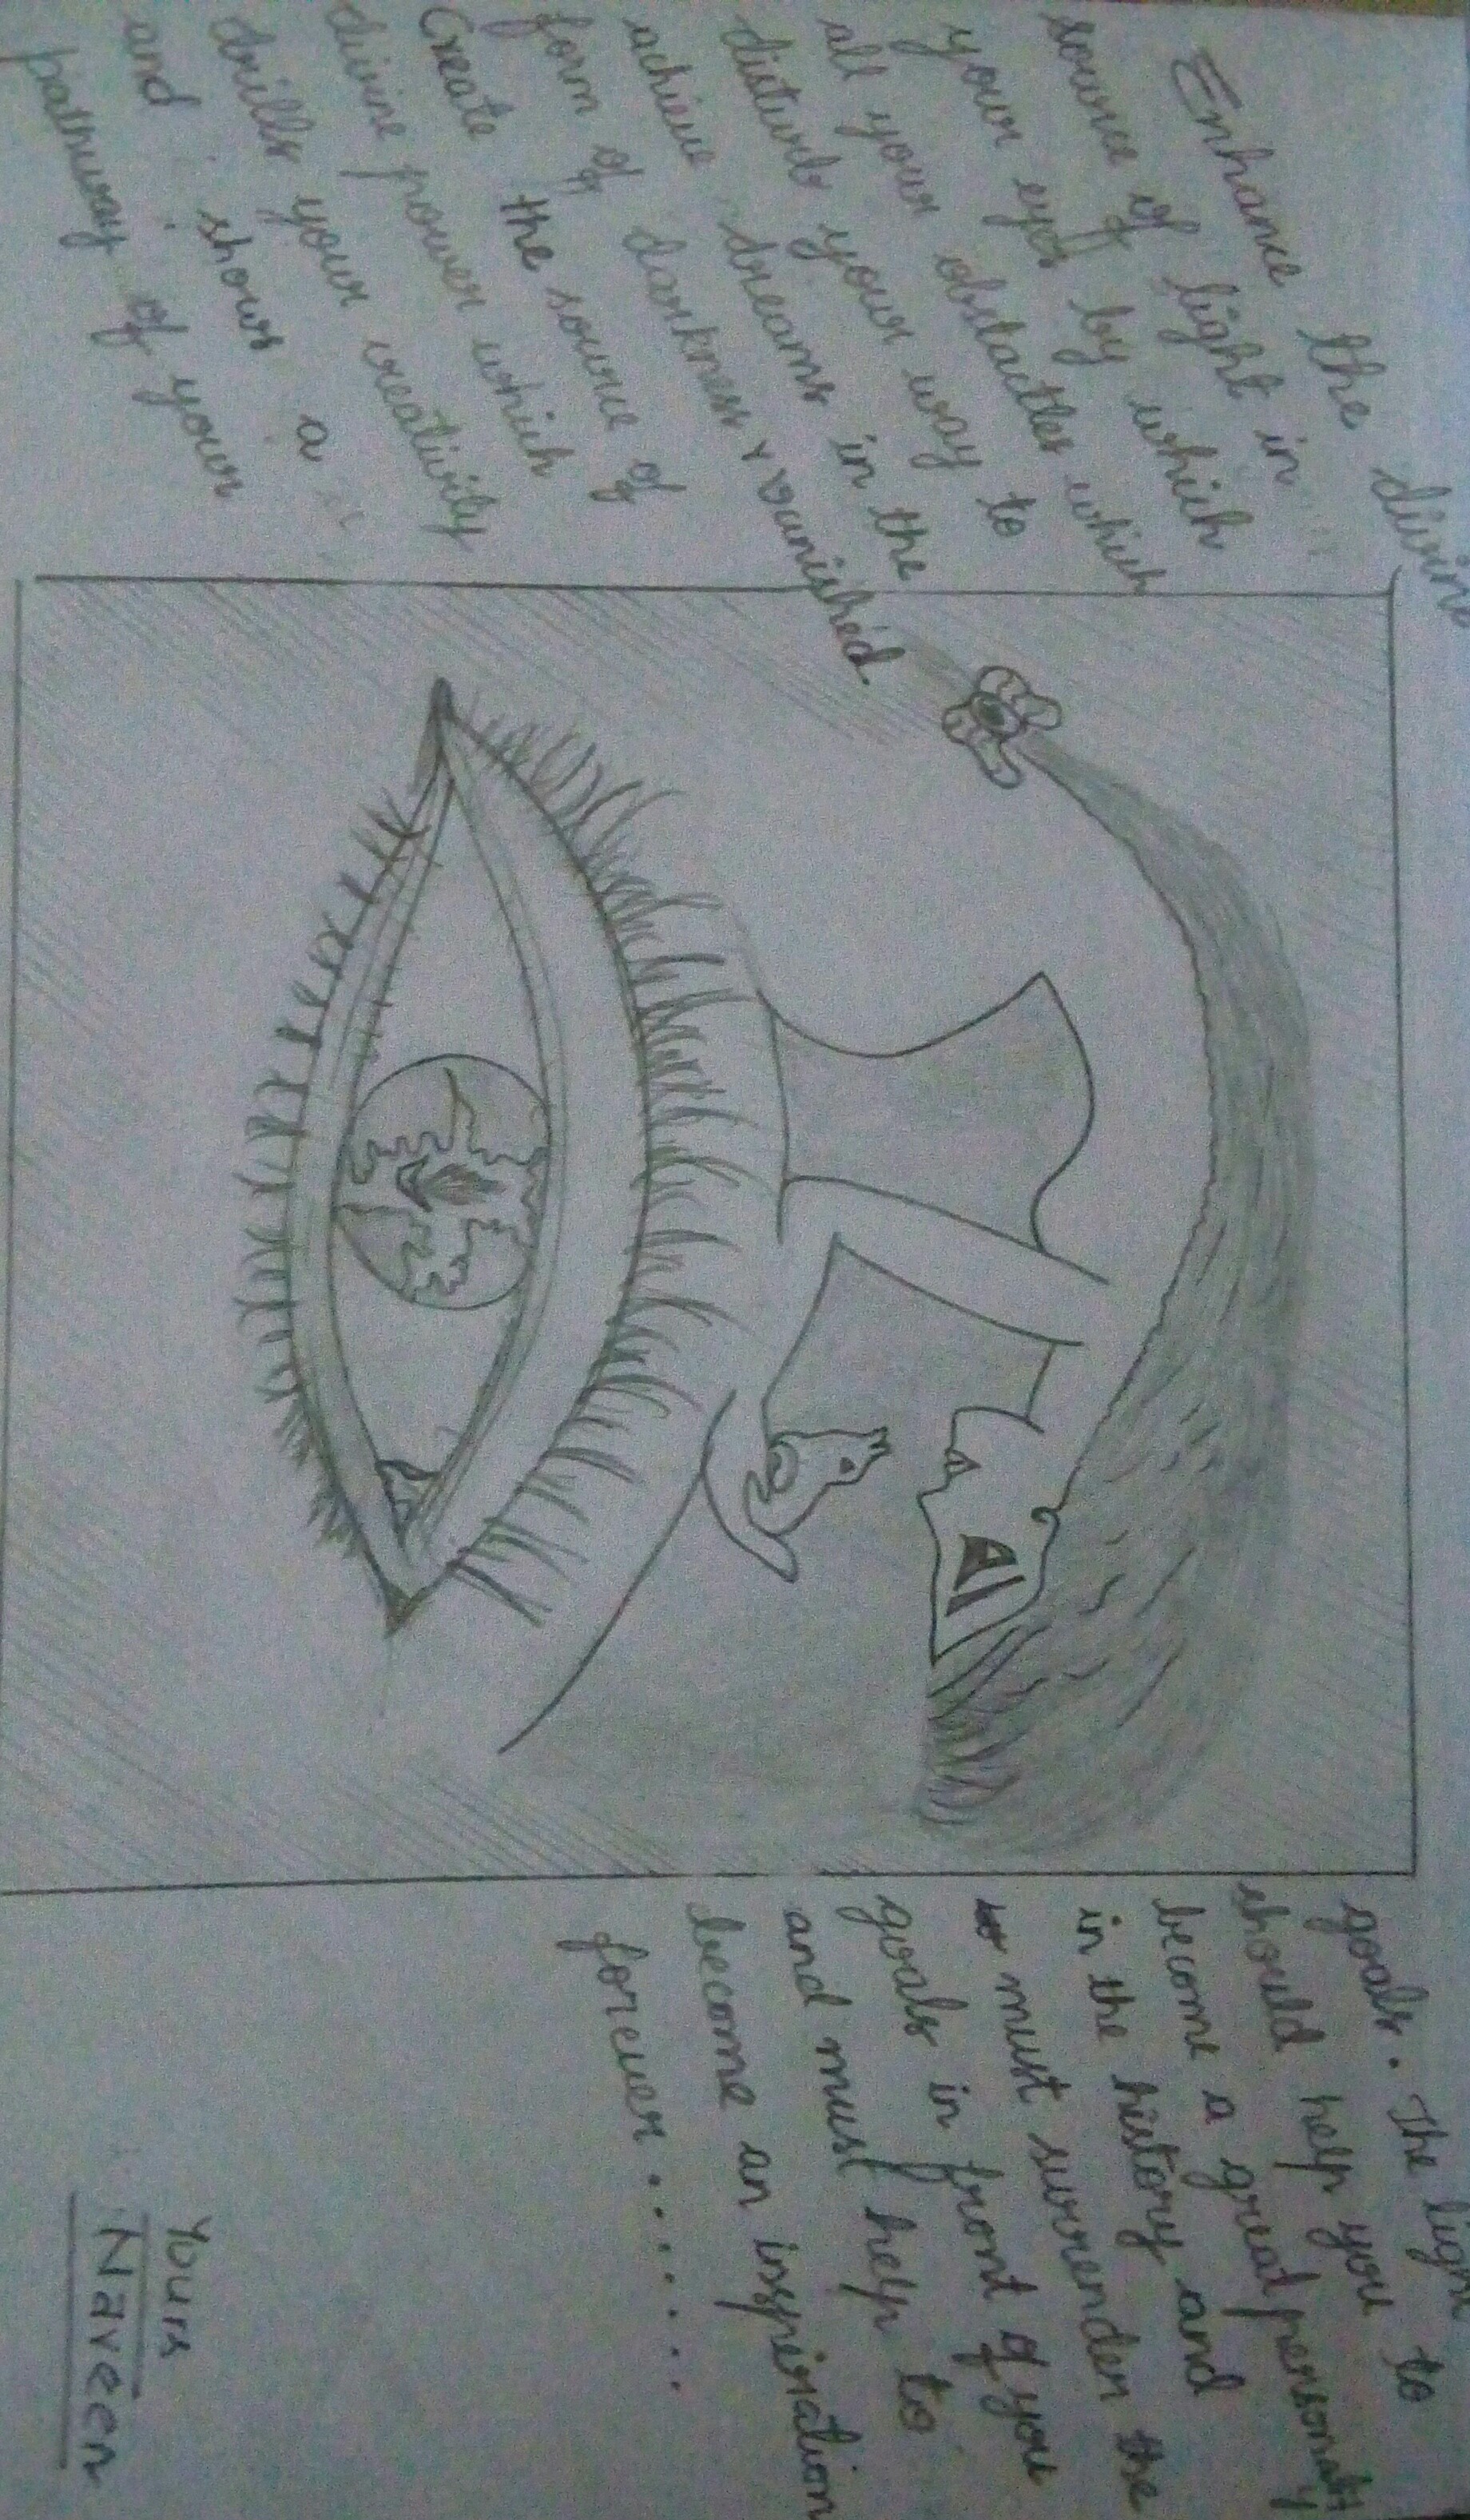 Enhance the divine
source of light in
your eyes by which
all your obstactles which
disturb your way to
achieve dreams in the
form of darkness & vanished.
Create the source of
divine power which
drills your creativily
and shows a
pathway of your
goals. The light to
should help you
become a great personality
in the history and
must surrender the
goals in front of you
and must help to
become an inspiration
forever........
Yours
Naveen